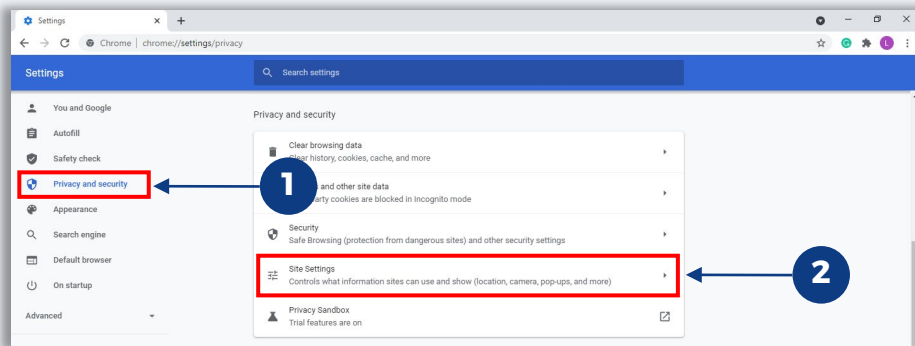 Settings
Chrome | chrome://settings/privacy
L
Settings
Search settings
You and Google
Autofill
Safety check
Privacy and security
Appearance
Search engine
Default browser
On startup
Advanced
Privacy and security
Clear browsing data
Clear history, cookies, cache, and more
1
and other site data
party cookies are blocked in Incognito mode
Security
Safe Browsing (protection from dangerous sites) and other security settings
Site Settings
Controls what information sites can use and show (location, camera, pop-ups, and more)
2
Privacy Sandbox
Trial features are on